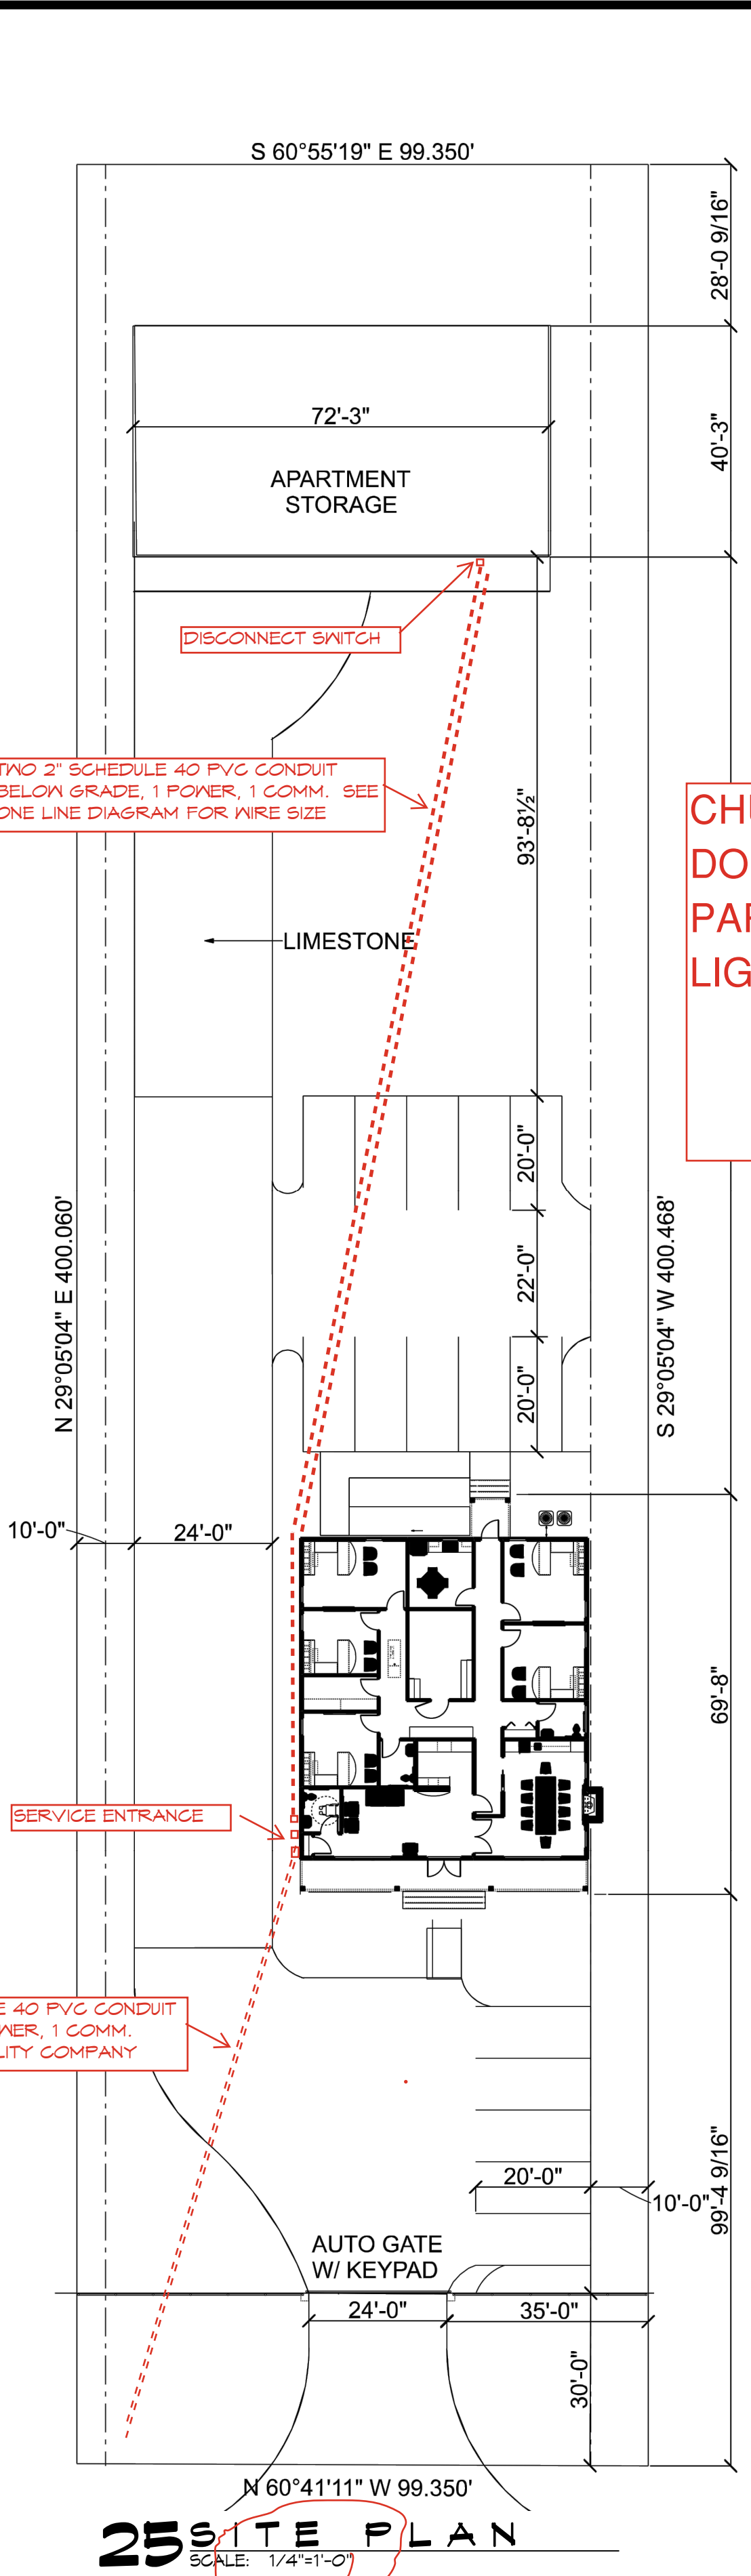 S 60°55'19" E 99.350'
28'-0 9/16"
72'-3"
40'-3"
APARTMENT
STORAGE
DISCONNECT SWITCH
TWO 2" SCHEDULE 40 PVC CONDUIT
BELOW GRADE, 1 POWER, 1 COMM. SEE
ONE LINE DIAGRAM FOR WIRE SIZE
93'-8½"
CHU
DO
PAR
LIG
LIMESTONE
20'-0"
22'-0"
20'-0"
N 29°05'04" E 400.060'
S 29°05'04" W 400.468'
10'-0"
24'-0"
69'-8"
SERVICE ENTRANCE
E 40 PVC CONDUIT
WER, 1 COMM.
LITY COMPANY
20'-0"
10'-0"
99'-4 9/16"
AUTO GATE
W/ KEYPAD
24'-0"
35'-0"
30'-0"
N 60°41'11" W 99.350'
25 SITE PLAN
SCALE: 1/4"=1'-0"